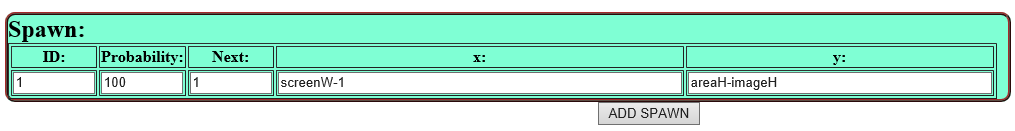 Spawn:
ID: Probability: Next: x: y:
1 100 1 screenW-1 areaH-imageH
ADD SPAWN